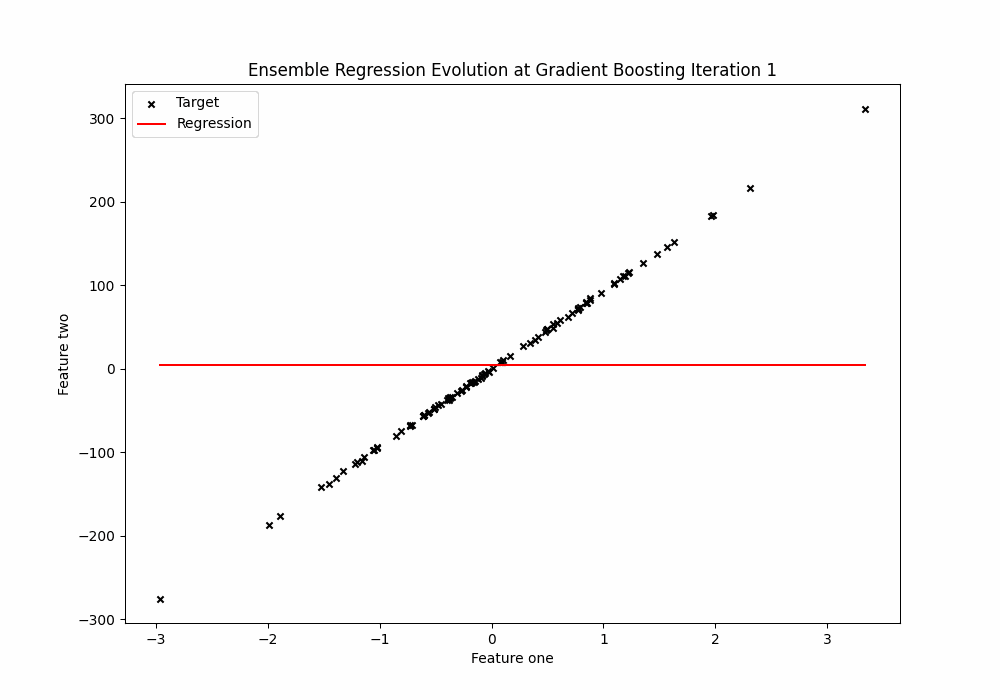 Ensemble Regression Evolution at Gradient Boosting Iteration 1
Target
Regression
300
200
100
0
−100
−200
−300
Feature two
−3 −2 −1 0 1 2 3
Feature one